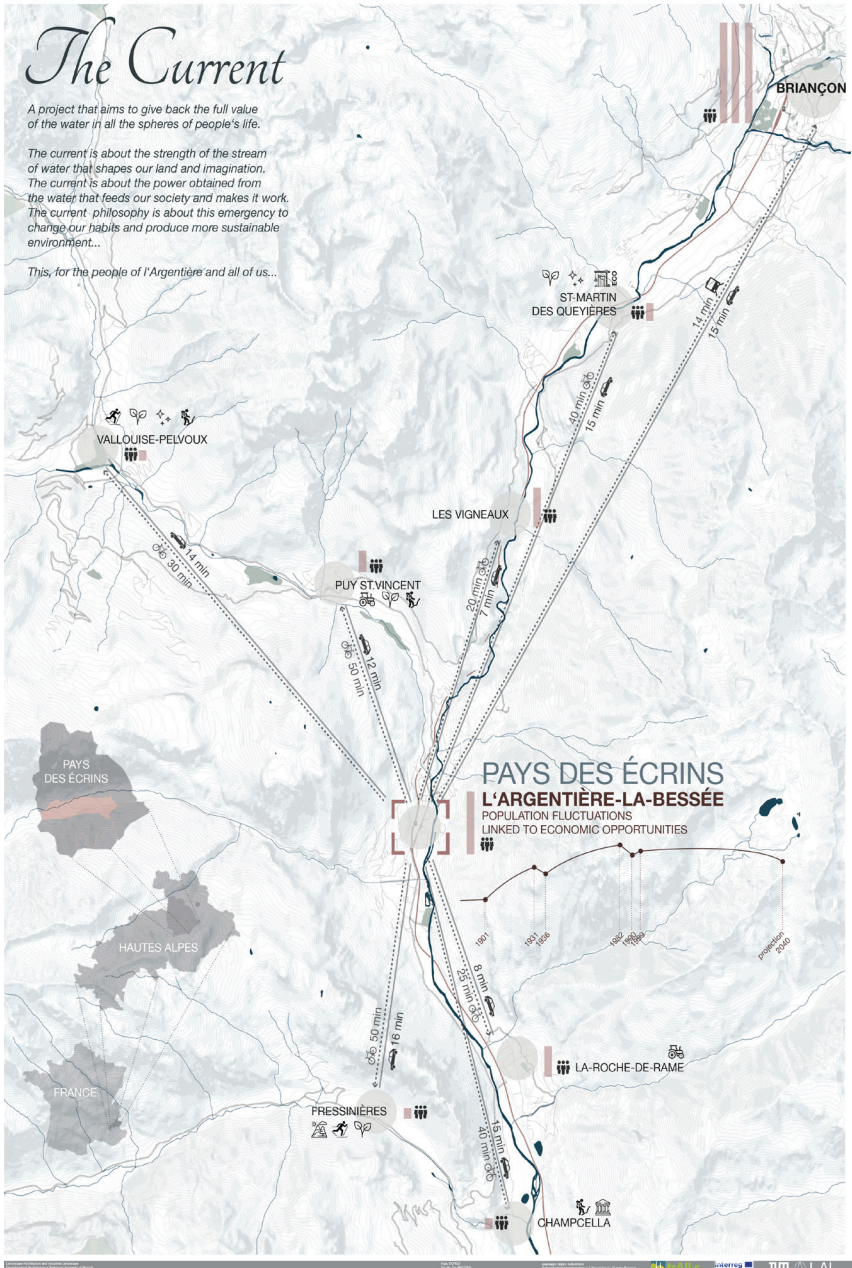 The Current
A project that aims to give back the full value
of the water in all the spheres of people's life.
The current is about the strength of the stream
of water that shapes our land and imagination.
The current is about the power obtained from
the water that feeds our society and makes it work.
The current philosophy is about this emergency to
change our habits and produce more sustainable
environment...
This, for the people of l'Argentière and all of us...
BRIANÇON
ECO
ST-MARTIN
DES QUEYIÈRES
14 min
15 min
40 min
15 min
VALLOUISE-PELVOUX
LES VIGNEAUX
14 min
30 min
PUY ST.VINCENT
20 min
7 min
12 min
50 min
PAYS
DES ÉCRINS
PAYS DES ÉCRINS
L'ARGENTIÈRE-LA-BESSÉE
POPULATION FLUCTUATIONS
LINKED TO ECONOMIC OPPORTUNITIES
1901
1931
1936
1982
1990
1999
projection
2040
HAUTES ALPES
8 min
25 min
50 min
16 min
LA-ROCHE-DE-RAME
FRANCE
FRESSINIÈRES
15 min
40 min
CHAMPCELLA
interreg